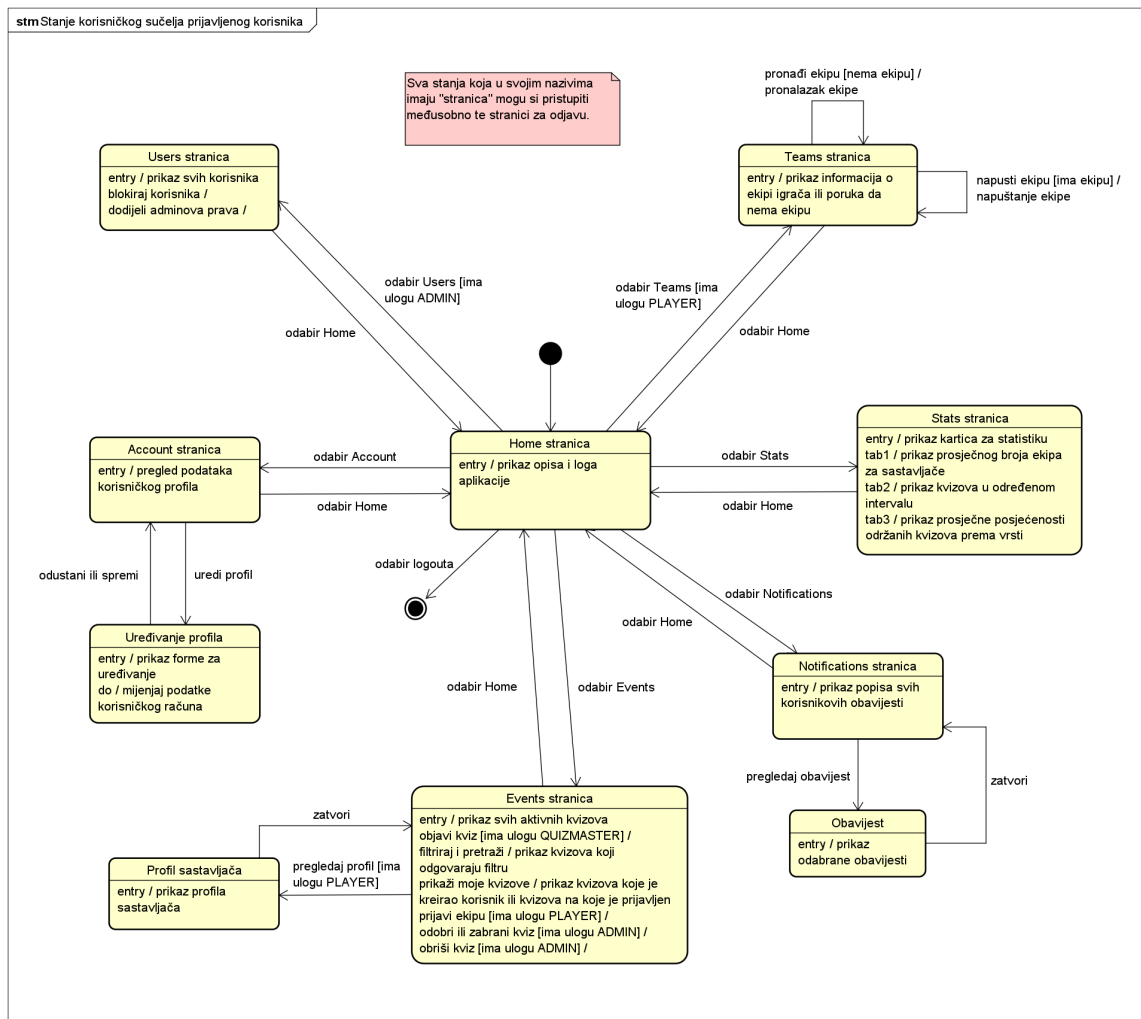 stm Stanje korisničkog sučelja prijavljenog korisnika
Sva stanja koja u svojim nazivima
imaju "stranica" mogu si pristupiti
međusobno te stranici za odjavu.
pronađi ekipu [nema ekipu] /
pronalazak ekipe
Users stranica
entry / prikaz svih korisnika
blokiraj korisnika /
dodijeli adminova prava /
Teams stranica
entry / prikaz informacija o
ekipi igrača ili poruka da
nema ekipu
napusti ekipu [ima ekipu] /
napuštanje ekipe
odabir Users [ima
ulogu ADMIN]
odabir Home
odabir Teams [ima
ulogu PLAYER]
odabir Home
Account stranica
entry / pregled podataka
korisničkog profila
odabir Account
odabir Home
Home stranica
entry / prikaz opisa i loga
aplikacije
odabir Stats
odabir Home
Stats stranica
entry / prikaz kartica za statistiku
tab1 / prikaz prosječnog broja ekipa
za sastavljače
tab2 / prikaz kvizova u određenom
intervalu
tab3 / prikaz prosječne posjećenosti
održanih kvizova prema vrsti
odustani ili spremi
uredi profil
odabir logouta
odabir Notifications
odabir Home
Uređivanje profila
entry / prikaz forme za
uređivanje
do / mijenjaj podatke
korisničkog računa
odabir Home
odabir Events
Notifications stranica
entry / prikaz popisa svih
korisnikovih obavijesti
pregledaj obavijest
zatvori
Obavijest
entry / prikaz
odabrane obavijesti
Events stranica
entry / prikaz svih aktivnih kvizova
objavi kviz [ima ulogu QUIZMASTER] /
filtriraj i pretraži / prikaz kvizova koji
odgovaraju filtru
prikaži moje kvizove / prikaz kvizova koje je
kreirao korisnik ili kvizova na koje je prijavljen
prijavi ekipu [ima ulogu PLAYER] /
odobri ili zabrani kviz [ima ulogu ADMIN] /
obriši kviz [ima ulogu ADMIN] /
zatvori
pregledaj profil [ima
ulogu PLAYER]
Profil sastavljača
entry / prikaz profila
sastavljača